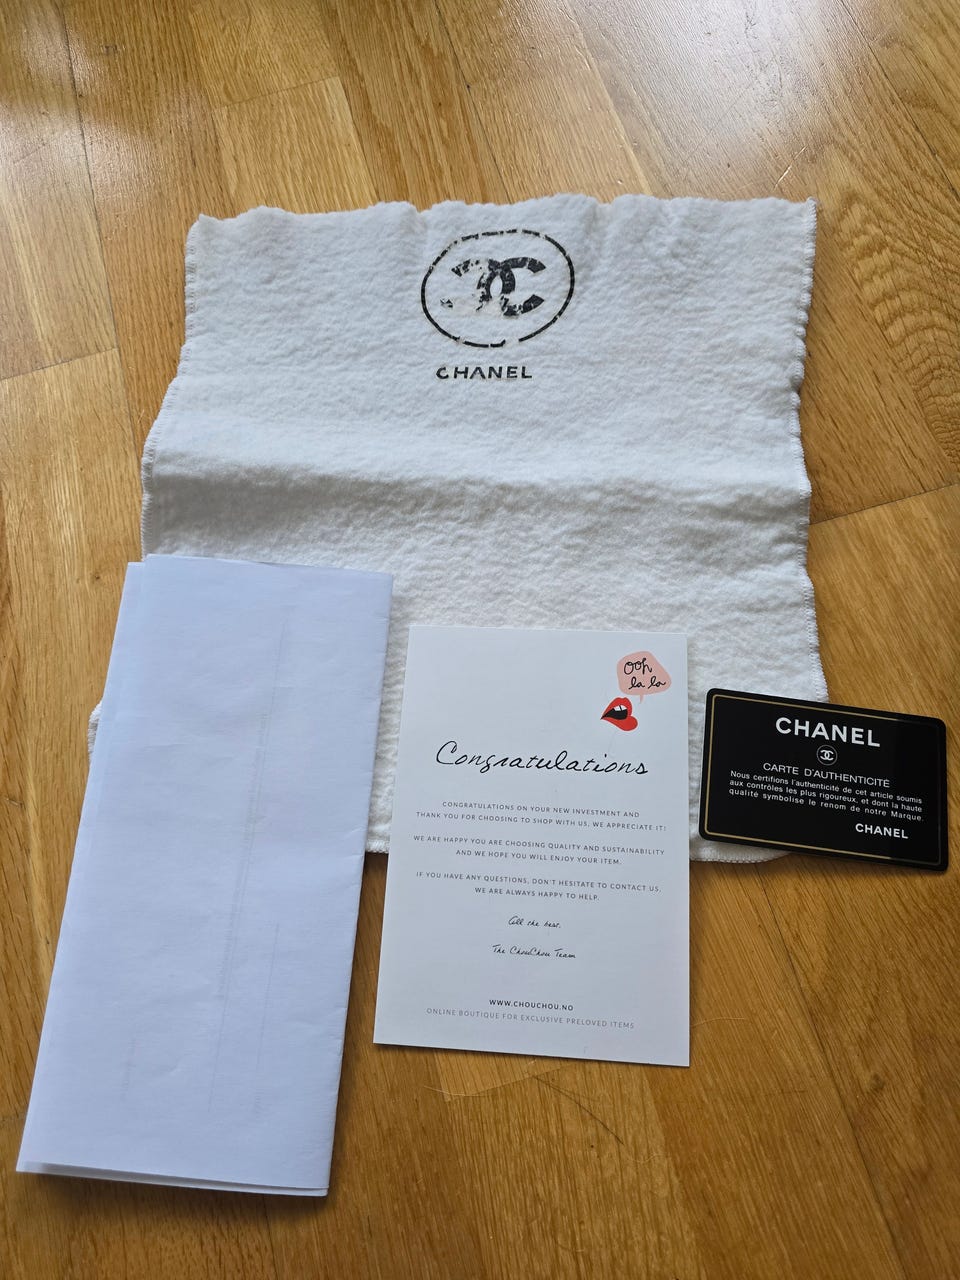 CHANEL
Ooh
la la
Congratulations
CONGRATULATIONS ON YOUR NEW INVESTMENT AND
THANK YOU FOR CHOOSING TO SHOP WITH US, WE APPRECIATE IT!
WE ARE HAPPY YOU ARE CHOOSING QUALITY AND SUSTAINABILITY
AND WE HOPE YOU WILL ENJOY YOUR ITEM.
IF YOU HAVE ANY QUESTIONS, DON'T HESITATE TO CONTACT US,
WE ARE ALWAYS HAPPY TO HELP.
All the best,
The ChouChou Team
WWW.CHOUCHOU.NO
ONLINE BOUTIQUE FOR EXCLUSIVE PRELOVED ITEMS
CHANEL
CARTE D'AUTHENTICITÉ
Nous certifions l'authenticité de cet article soumis
aux contrôles les plus rigoureux, et dont la haute
qualité symbolise le renom de notre Marque.
CHANEL